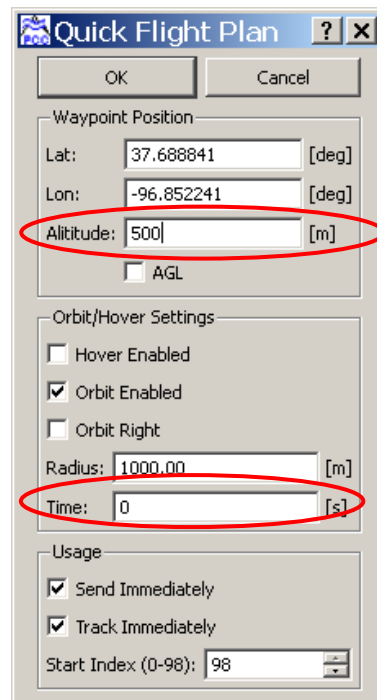 Quick Flight Plan ? x
OK Cancel
Waypoint Position
Lat: 37.688841 [deg]
Lon: -96.852241 [deg]
Alititude: 500 [m]
AGL
Orbit/Hover Settings
Hover Enabled
Orbit Enabled
Orbit Right
Radius: 1000.00 [m]
Time: 0 [s]
Usage
Send Immediately
Track Immediately
Start Index (0-98): 98